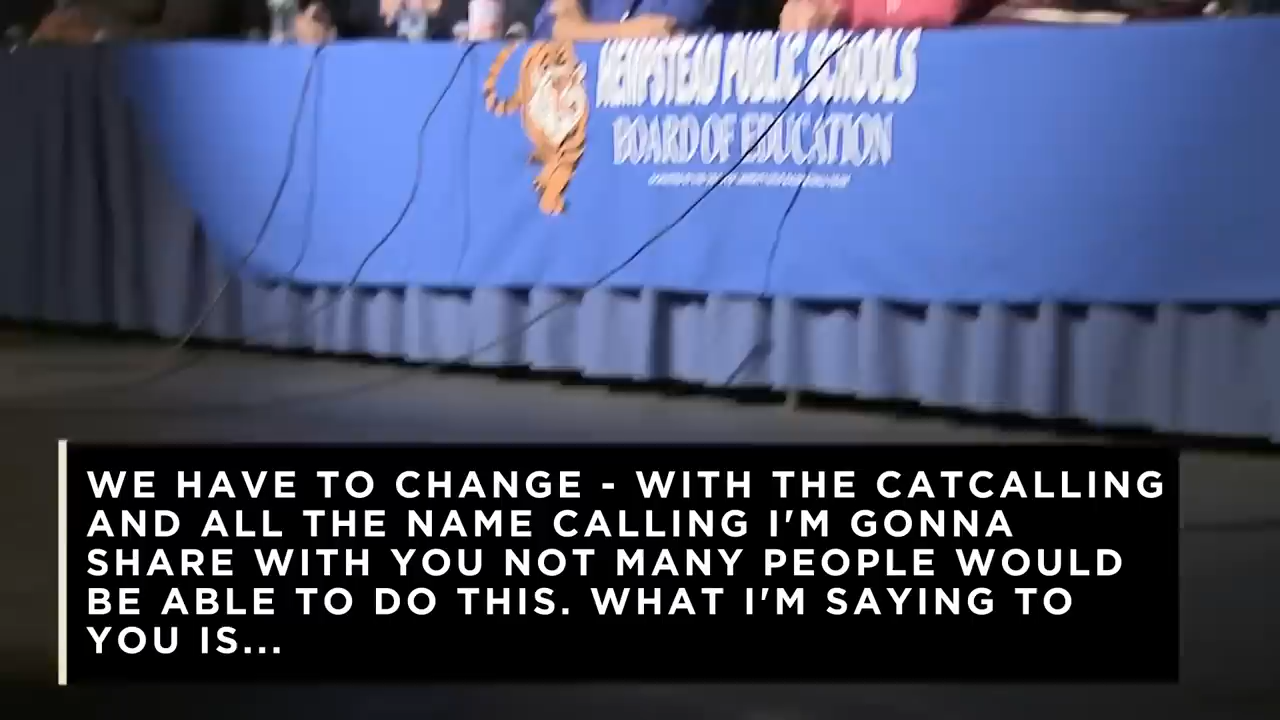 HEMPSTEAD PUBLIC SCHOOLS
BOARD OF EDUCATION
WE HAVE TO CHANGE - WITH THE CATCALLING
AND ALL THE NAME CALLING I'M GONNA
SHARE WITH YOU NOT MANY PEOPLE WOULD
BE ABLE TO DO THIS. WHAT I'M SAYING TO
YOU IS...